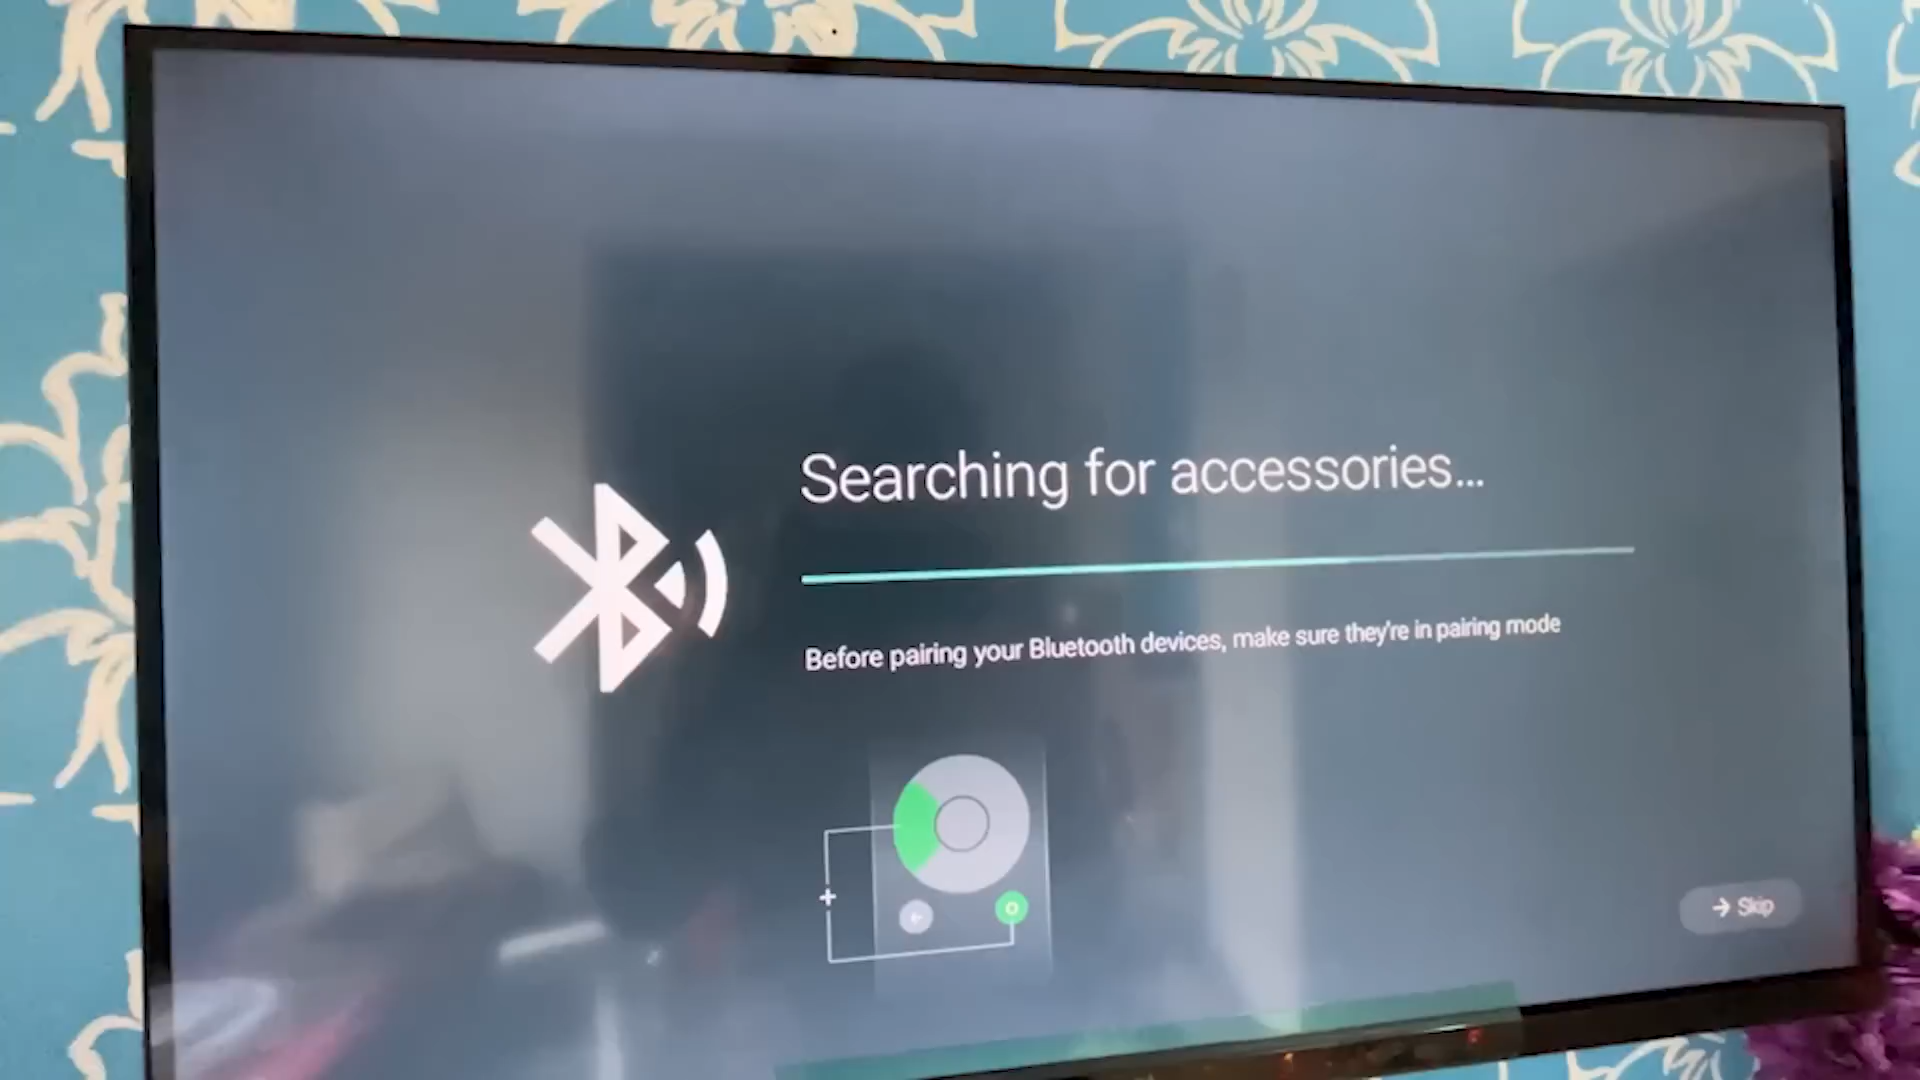 Searching for accessories...
Before pairing your Bluetooth devices, make sure they're in pairing mode
Skip